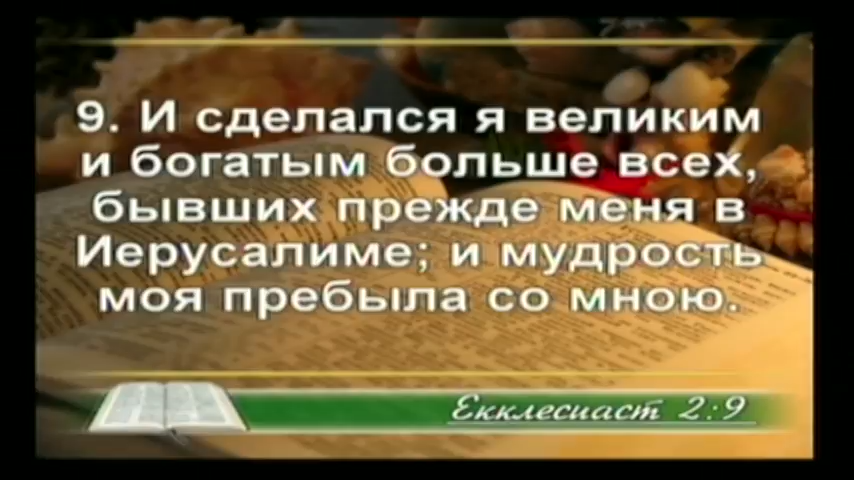 9. И сделался я великим
и богатым больше всех,
бывших прежде меня в
Иерусалиме; и мудрость
моя пребыла со мною.
Екклесиаст 2:9